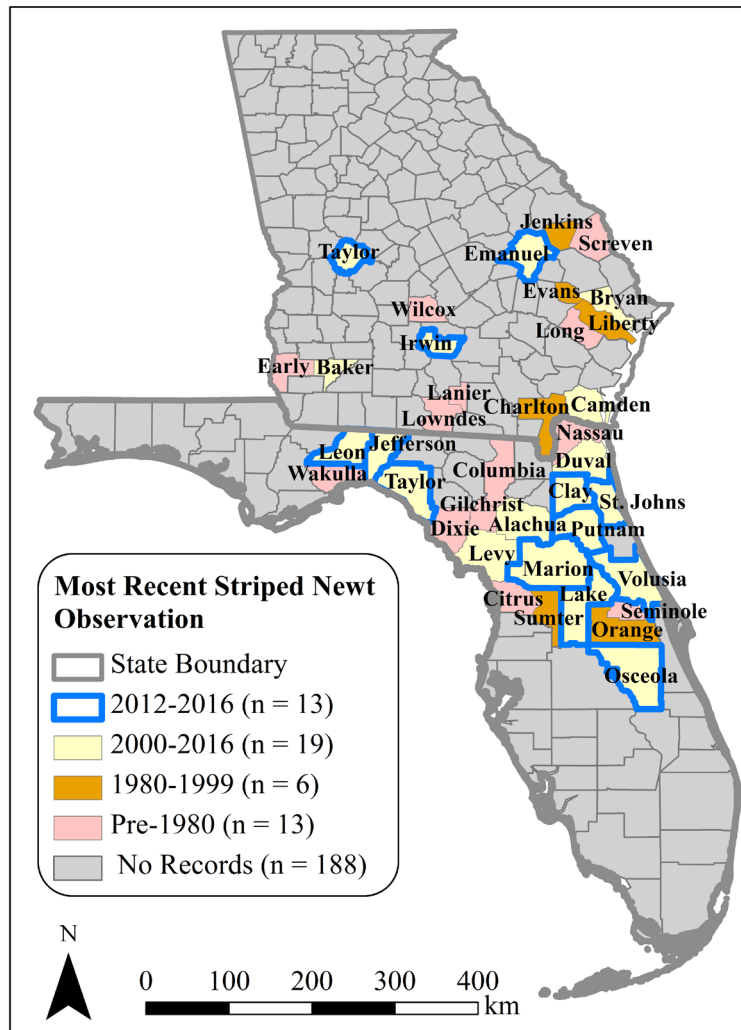 Jenkins
Screven
Taylor
Emanuel
Evans
Bryan
Wilcox
Long
Liberty
Irwin
Early
Baker
Lanier
Lowndes
Charlton
Camden
Nassau
Leon
Jefferson
Duval
Wakulla
Columbia
Taylor
Clay
St. Johns
Gilchrist
Alachua
Dixie
Putnam
Levy
Marion
Volusia
Citrus
Lake
Sumter
Seminole
Orange
Osceola
Most Recent Striped Newt
Observation
State Boundary
2012-2016 (n = 13)
2000-2016 (n = 19)
1980-1999 (n = 6)
Pre-1980 (n = 13)
No Records (n = 188)
N
0 100 200 300 400
km